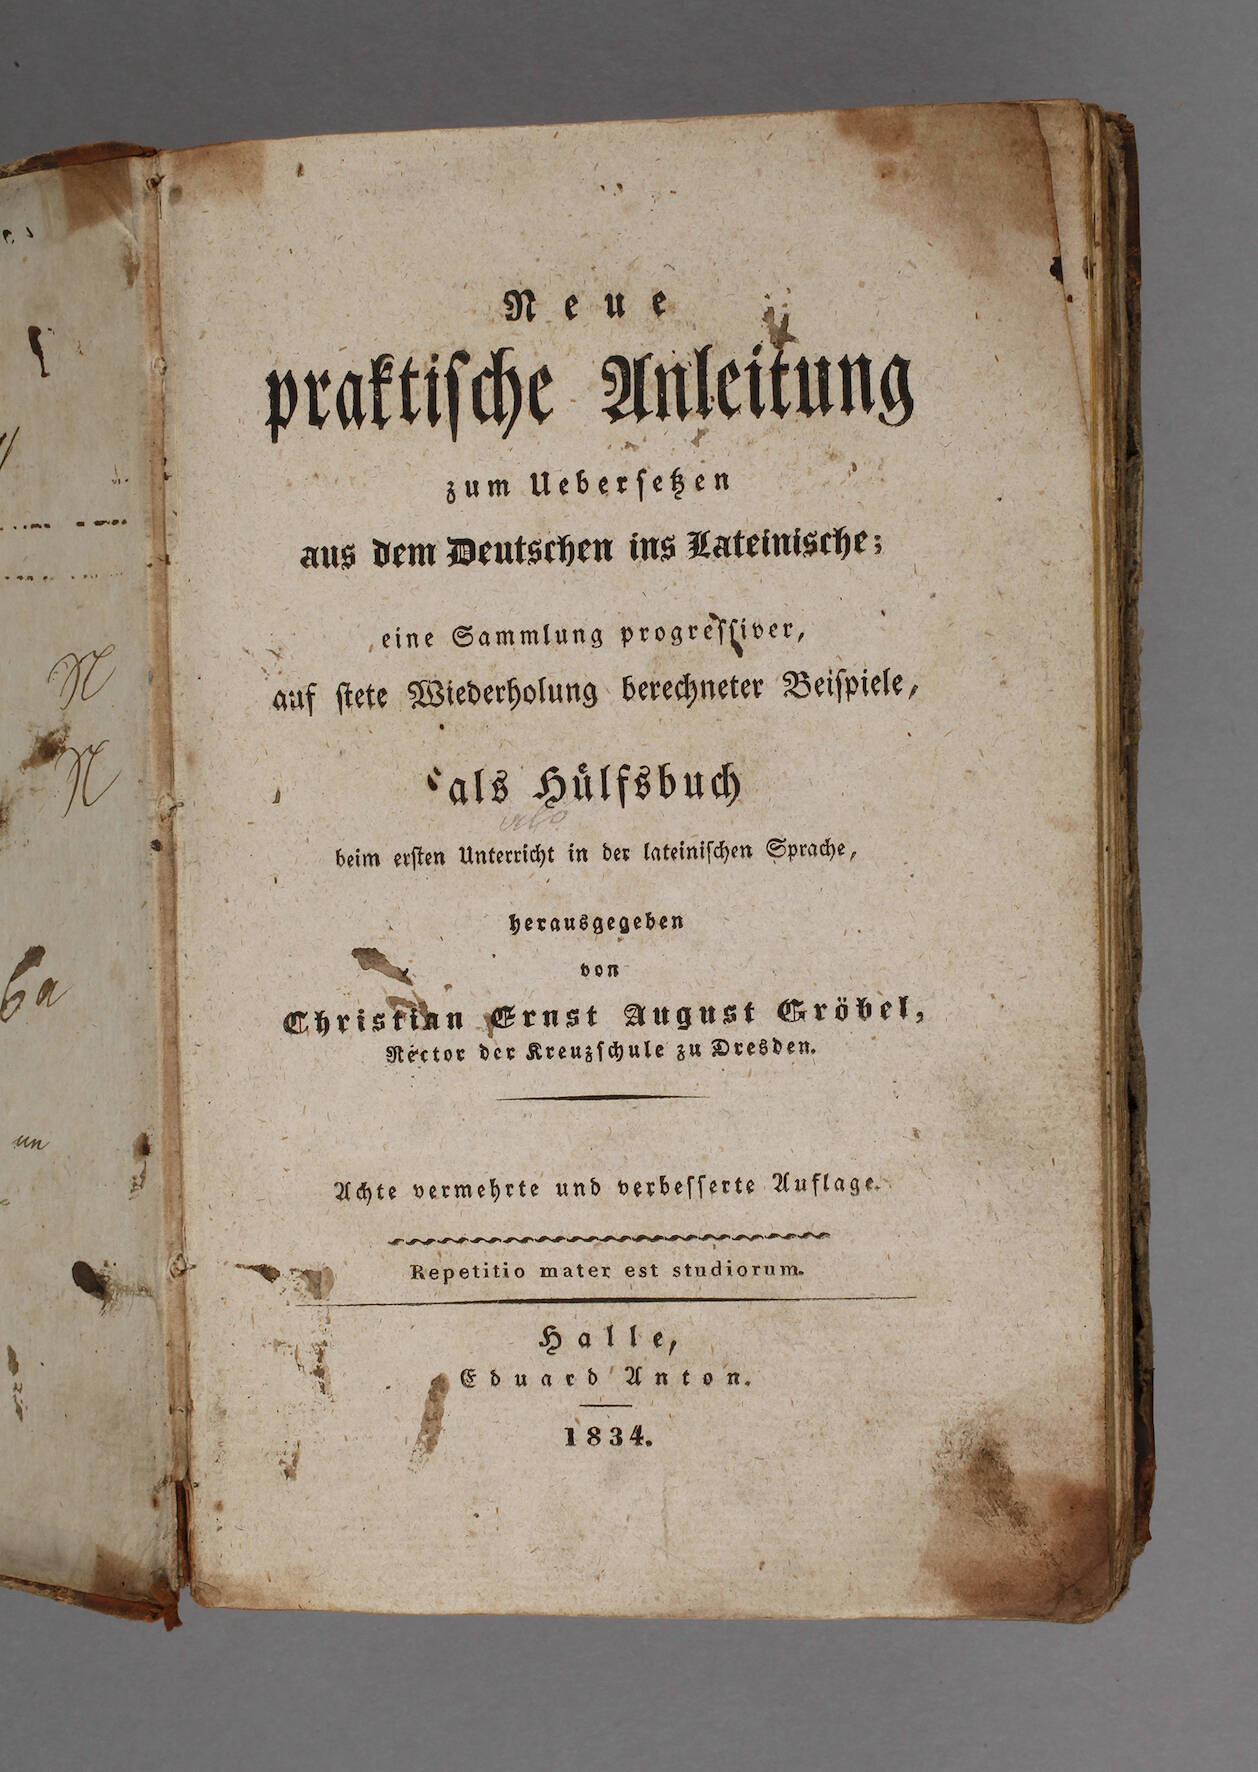 6a
un
Neue
praktische Anleitung
zum Uebersetzen
aus dem Deutschen ins Lateinische;
eine Sammlung progressiver,
auf stete Wiederholung berechneter Beispiele,
als Hülfsbuch
beim ersten Unterricht in der lateinischen Sprache,
herausgegeben
von
Christian Ernst August Gröbel,
Rector der Kreuzschule zu Dresden.
Achte vermehrte und verbesserte Auflage.
Repetitio mater est studiorum.
Halle,
Eduard Anton.
1834.